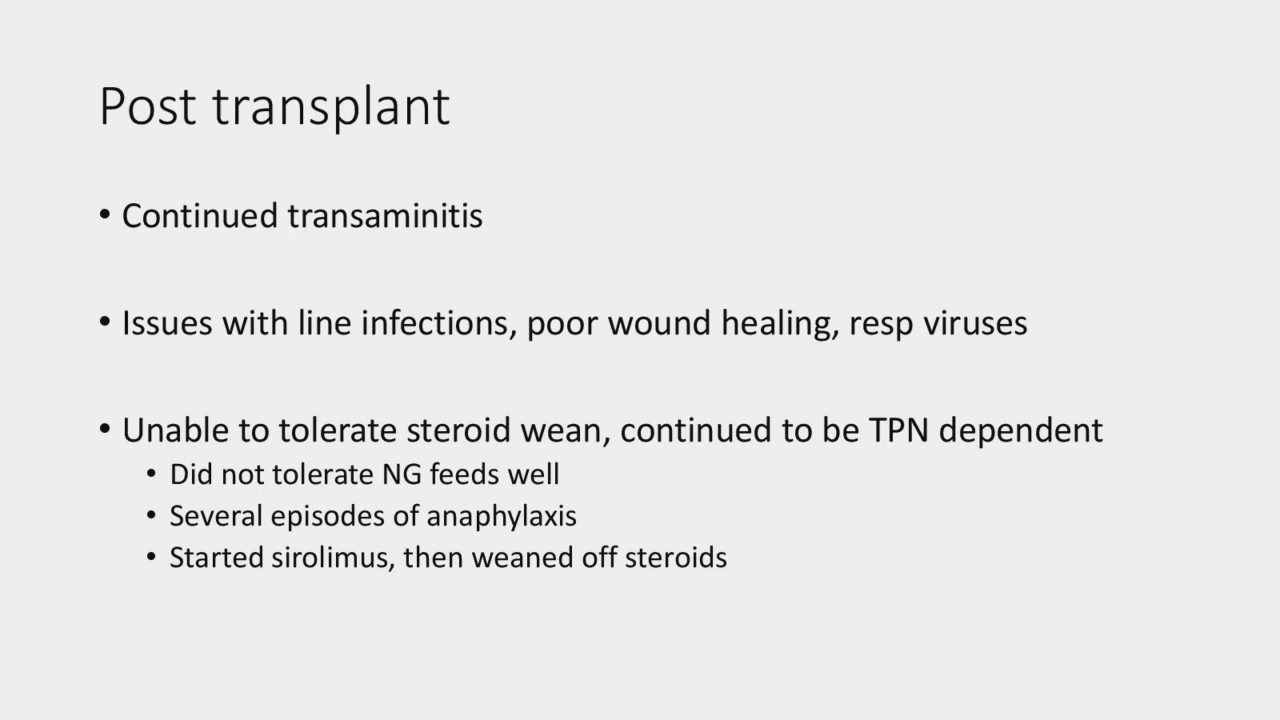 Post transplant
• Continued transaminitis
• Issues with line infections, poor wound healing, resp viruses
• Unable to tolerate steroid wean, continued to be TPN dependent
• Did not tolerate NG feeds well
• Several episodes of anaphylaxis
• Started sirolimus, then weaned off steroids